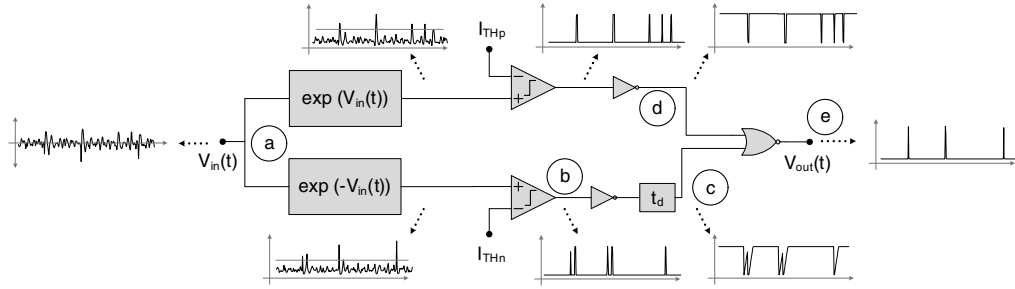 I_THp
exp (V_in(t))
−
+
d
e
a
V_in(t)
V_out(t)
exp (-V_in(t))
+
−
b
t_d
c
I_THn